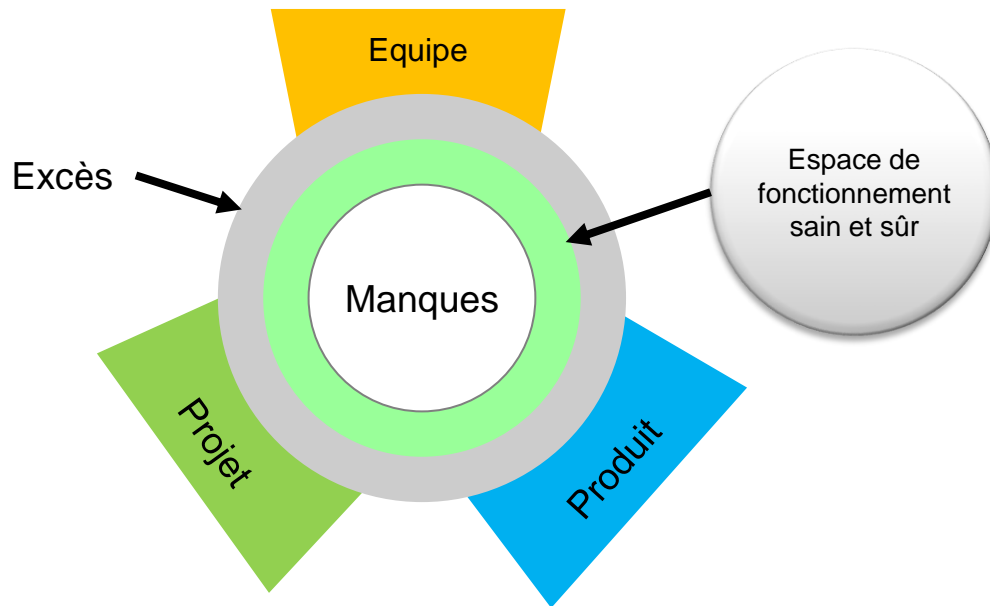 Equipe
Excès
Espace de
fonctionnement
sain et sûr
Manques
Projet
Produit